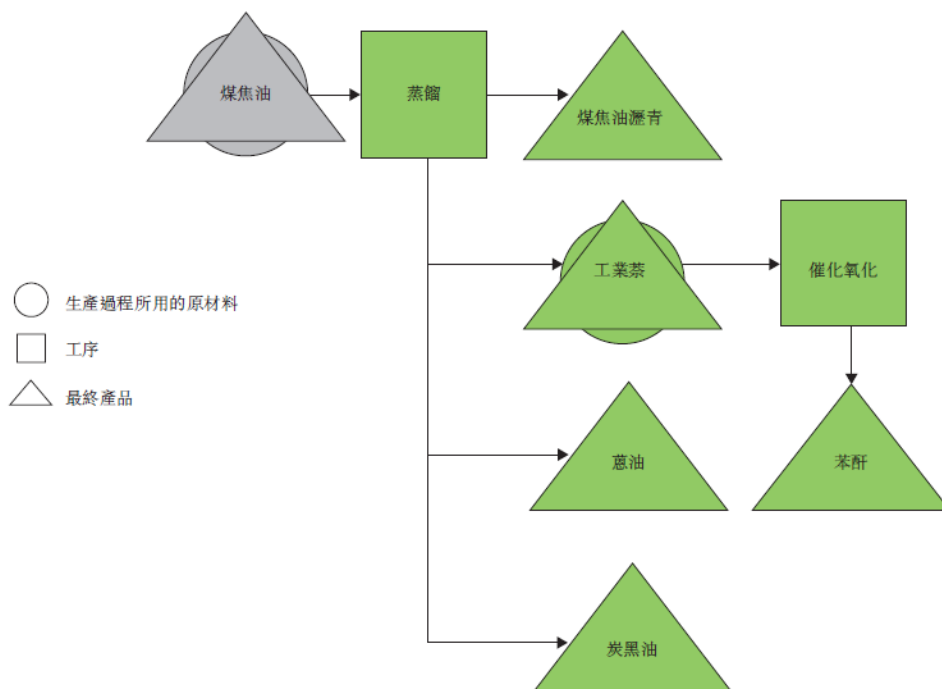 煤焦油
蒸餾
煤焦油瀝青
工業萘
催化氧化
生產過程所用的原材料
工序
最終產品
蒽油
苯酐
炭黑油